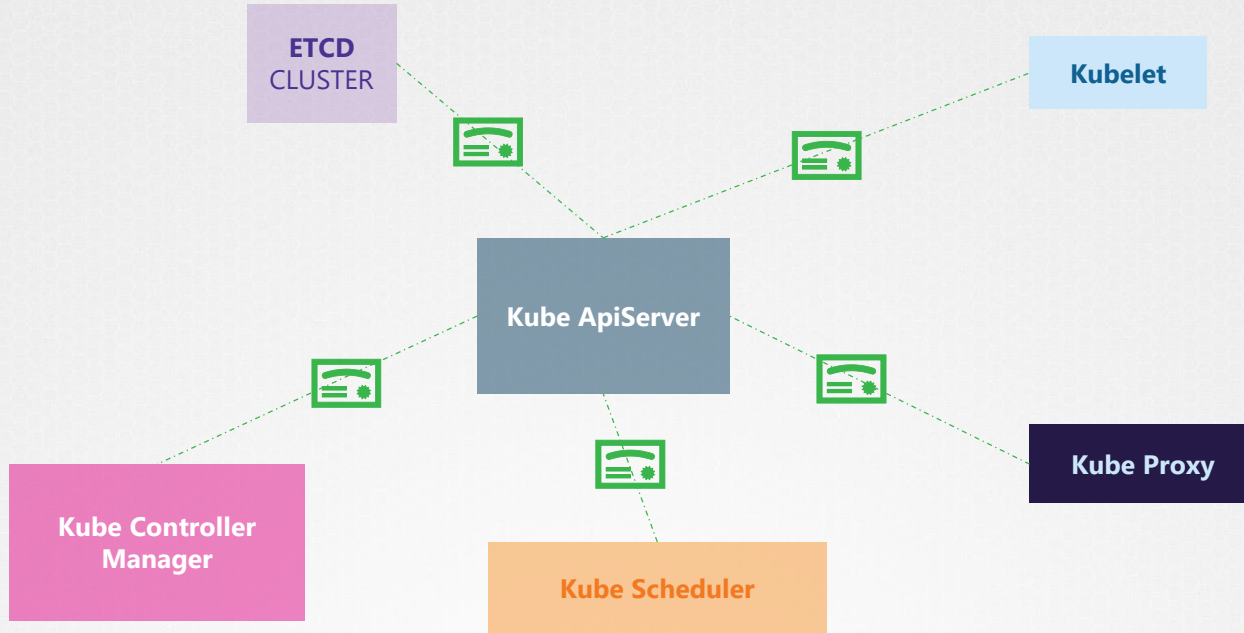 ETCD
CLUSTER
Kubelet
Kube ApiServer
Kube Proxy
Kube Controller
Manager
Kube Scheduler